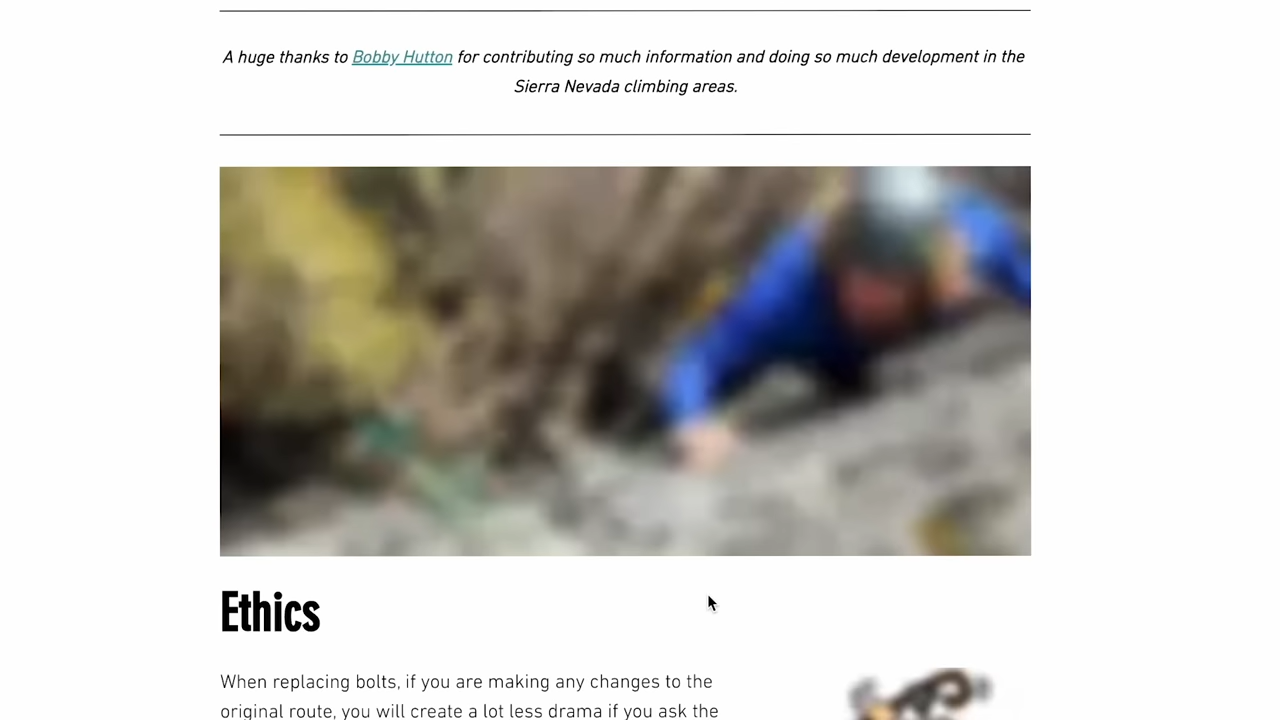 A huge thanks to Bobby Hutton for contributing so much information and doing so much development in the
Sierra Nevada climbing areas.
Ethics
When replacing bolts, if you are making any changes to the
original route, you will create a lot less drama if you ask the